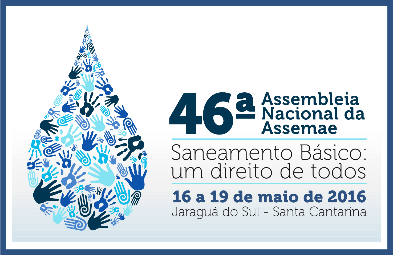 46ª Assembleia
Nacional da
Assemae
Saneamento Básico:
um direito de todos
16 a 19 de maio de 2016
Jaraguá do Sul - Santa Cantarina